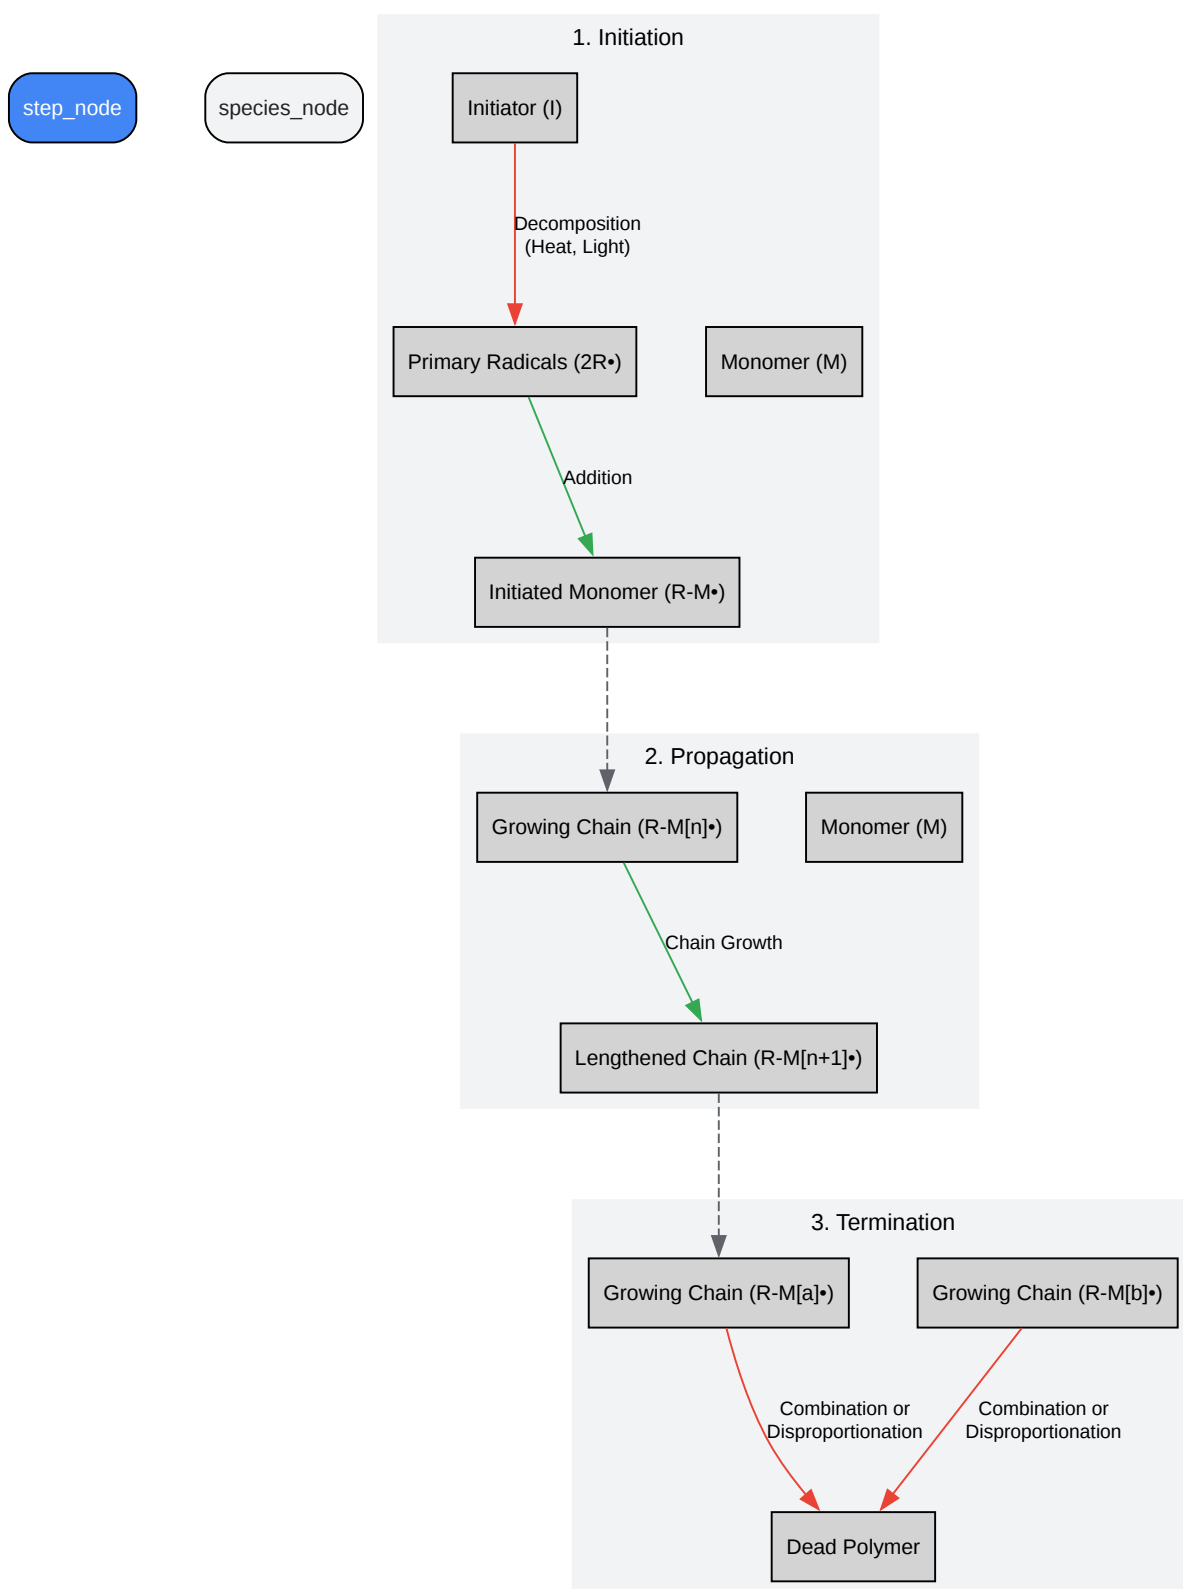 1. Initiation
step_node
species_node
Initiator (I)
Decomposition
(Heat, Light)
Primary Radicals (2R•)
Monomer (M)
Addition
Initiated Monomer (R-M•)
2. Propagation
Growing Chain (R-M[n]•)
Monomer (M)
Chain Growth
Lengthened Chain (R-M[n+1]•)
3. Termination
Growing Chain (R-M[a]•)
Growing Chain (R-M[b]•)
Combination or
Disproportionation
Combination or
Disproportionation
Dead Polymer